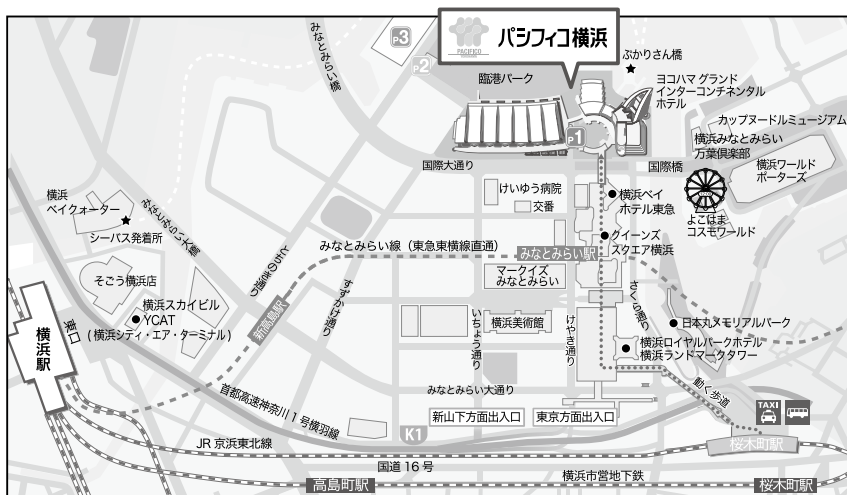 P3
P2
PACIFICO
パシフィコ横浜
ぷかりさん橋
みなとみらい橋
臨港パーク
ヨコハマ グランド
インターコンチネンタル
ホテル
カップヌードルミュージアム
P1
横浜みなとみらい
万葉倶楽部
国際大通り
国際橋
横浜ワールド
ポーターズ
けいゆう病院
交番
横浜ベイ
ホテル東急
よこはま
コスモワールド
横浜
ベイクォーター
シーバス発着所
みなとみらい大橋
とちのき通り
みなとみらい線（東急東横線直通）
みなとみらい駅
クイーンズ
スクエア横浜
そごう横浜店
マークイズ
みなとみらい
すずかけ通り
さくら通り
横浜スカイビル
YCAT
( 横浜シティ・エア・ターミナル )
新高島駅
いちょう通り
横浜美術館
けやき通り
日本丸メモリアルパーク
横浜ロイヤルパークホテル
横浜ランドマークタワー
横浜駅
東口
首都高速神奈川1号横羽線
みなとみらい大通り
動く歩道
TAXI
新山下方面出入口
東京方面出入口
K1
JR 京浜東北線
桜木町駅
国道16号
横浜市営地下鉄
高島町駅
桜木町駅